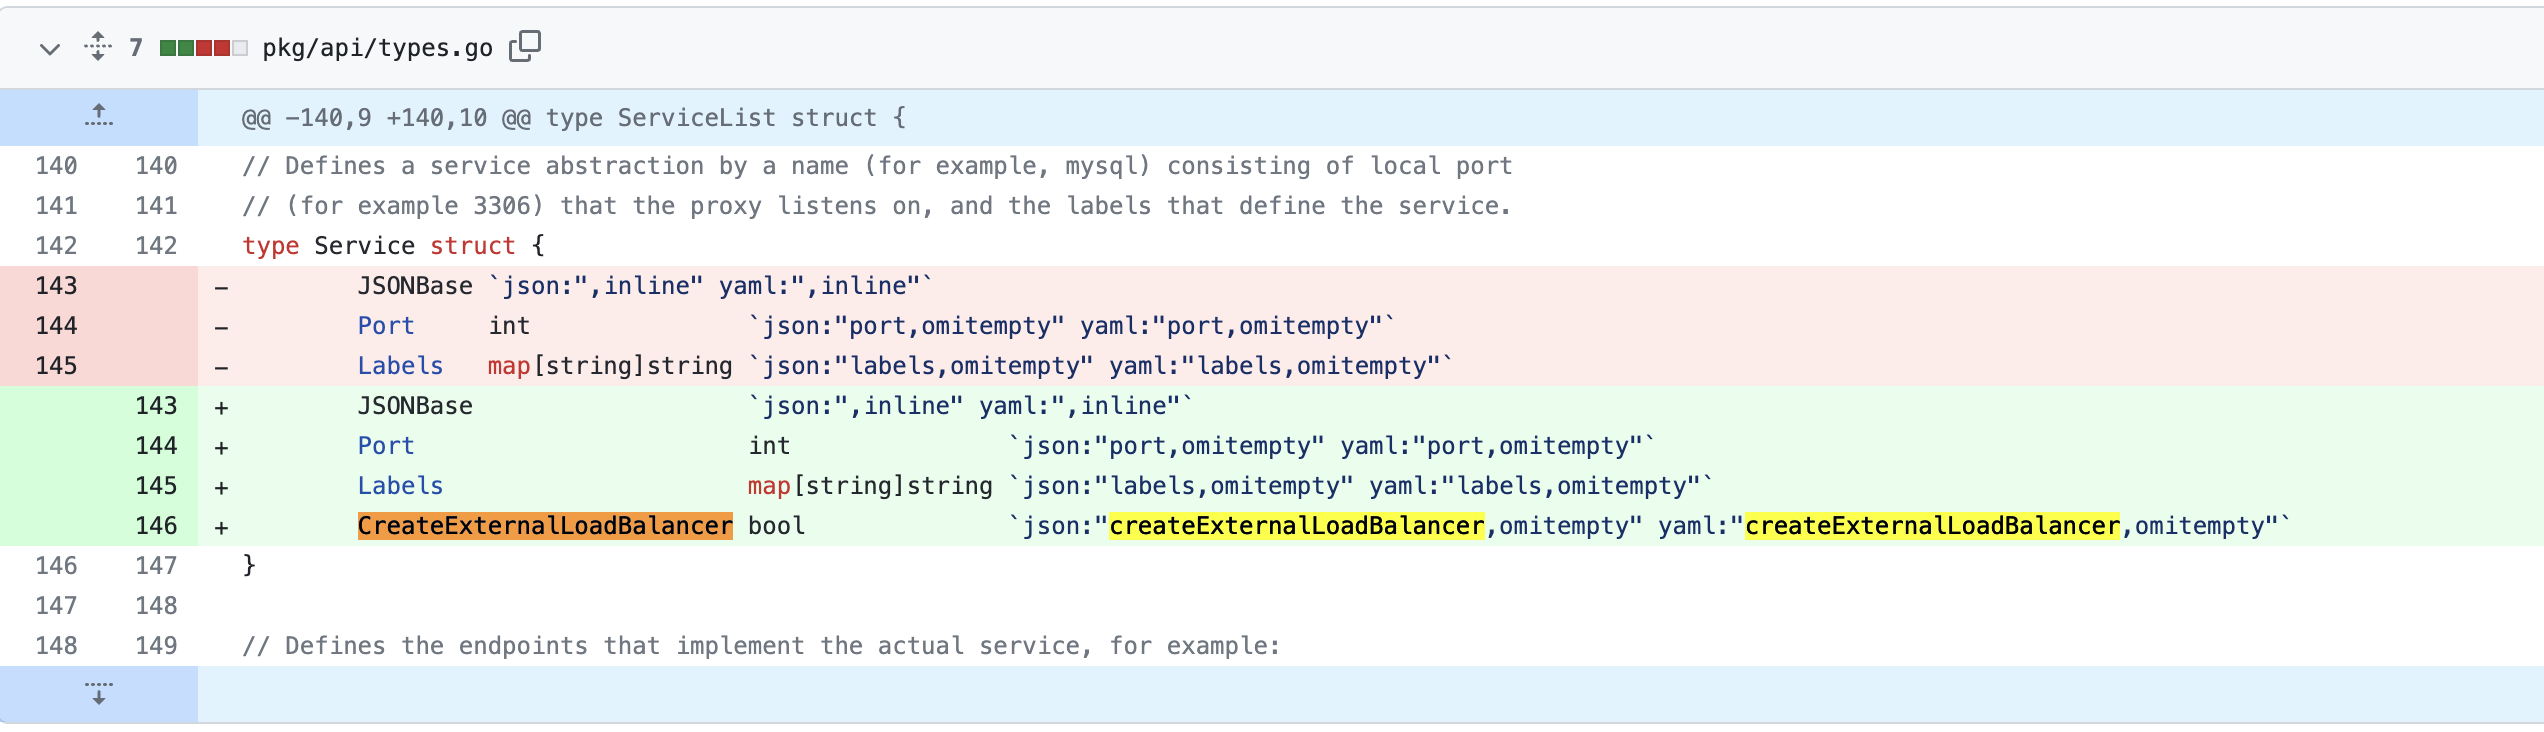 7 pkg/api/types.go
@@ -140,9 +140,10 @@ type ServiceList struct {
140 140 // Defines a service abstraction by a name (for example, mysql) consisting of local port
141 141 // (for example 3306) that the proxy listens on, and the labels that define the service.
142 142 type Service struct {
143 - JSONBase `json:",inline" yaml:",inline"`
144 - Port int `json:"port,omitempty" yaml:"port,omitempty"`
145 - Labels map[string]string `json:"labels,omitempty" yaml:"labels,omitempty"`
143 + JSONBase `json:",inline" yaml:",inline"`
144 + Port int `json:"port,omitempty" yaml:"port,omitempty"`
145 + Labels map[string]string `json:"labels,omitempty" yaml:"labels,omitempty"`
146 + CreateExternalLoadBalancer bool `json:"createExternalLoadBalancer,omitempty" yaml:"createExternalLoadBalancer,omitempty"`
146 147 }
147 148
148 149 // Defines the endpoints that implement the actual service, for example: